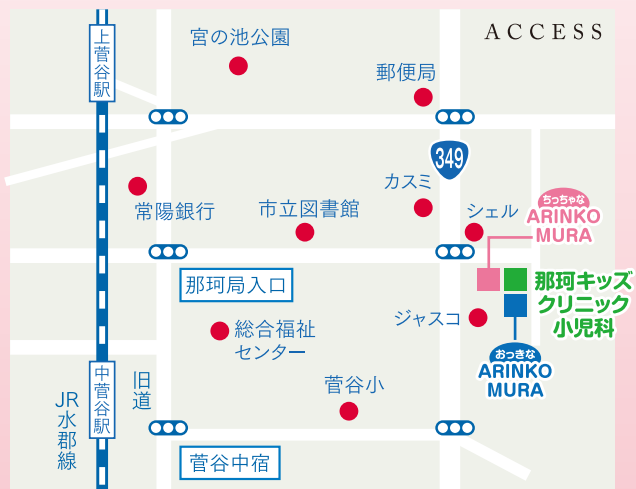 ACCESS
上菅谷駅
宮の池公園
郵便局
349
カスミ
常陽銀行
市立図書館
シェル
ちっちゃな
ARINKO
MURA
那珂局入口
那珂キッズ
クリニック
小児科
総合福祉
センター
ジャスコ
おっきな
ARINKO
MURA
中菅谷駅
旧道
菅谷小
JR水郡線
菅谷中宿